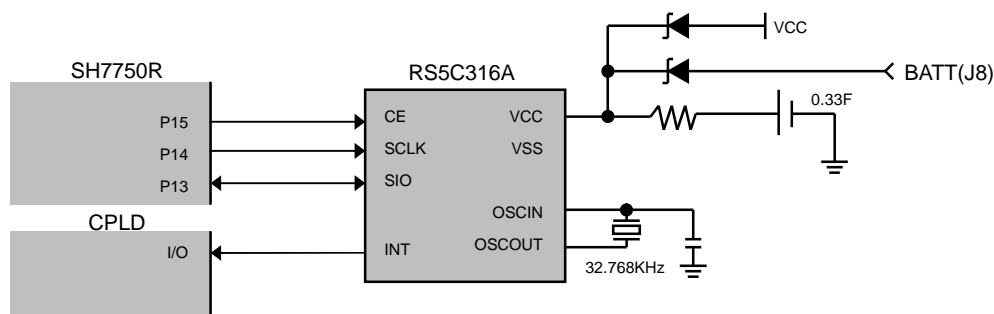 VCC
SH7750R
RS5C316A
BATT(J8)
0.33F
P15
CE
VCC
P14
SCLK
VSS
P13
SIO
OSCIN
CPLD
I/O
INT
OSCOUT
32.768KHz